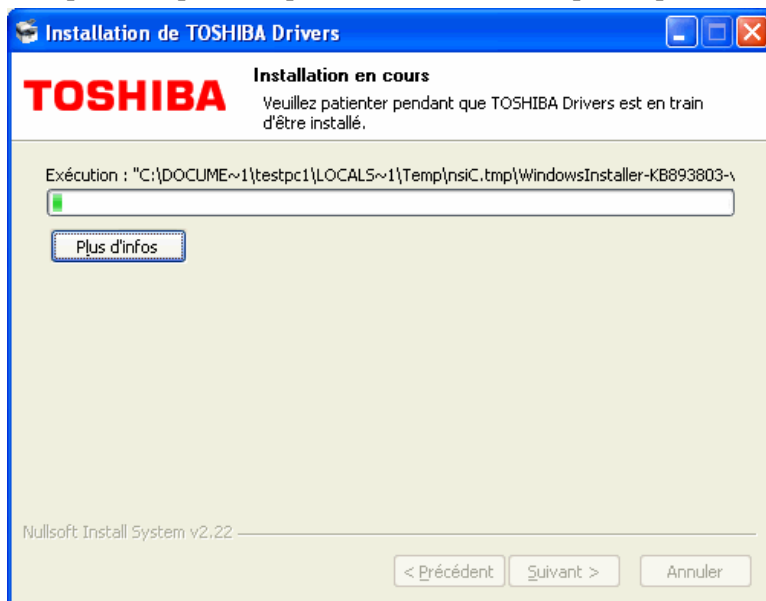 Installation de TOSHIBA Drivers
TOSHIBA
Installation en cours
Veuillez patienter pendant que TOSHIBA Drivers est en train
d'être installé.
Exécution : "C:\DOCUME~1\testpc1\LOCALS~1\Temp\nsiC.tmp\WindowsInstaller-KB893803-
Plus d'infos
Nullsoft Install System v2.22
< Précédent
Suivant >
Annuler